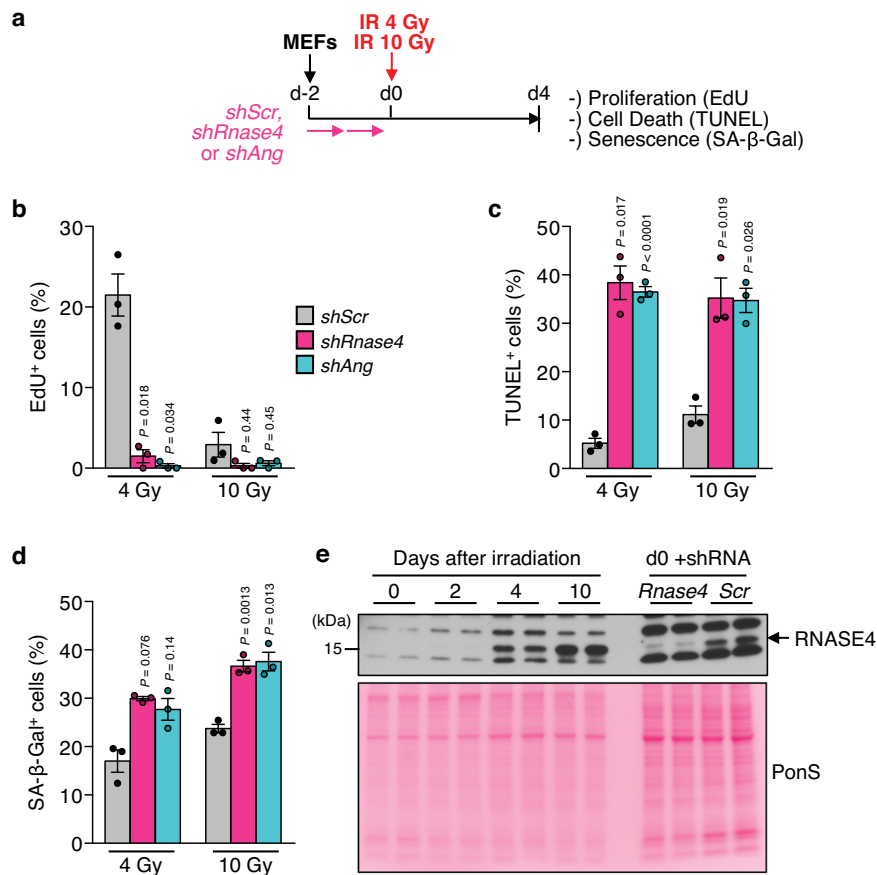 a
IR 4 Gy
MEFs IR 10 Gy
d-2 d0 d4
shScr,
shRnase4
or shAng
-) Proliferation (EdU
-) Cell Death (TUNEL)
-) Senescence (SA-β-Gal)
b
EdU⁺ cells (%)
30
20
10
0
P = 0.018
P = 0.034
P = 0.44
P = 0.45
4 Gy 10 Gy
shScr
shRnase4
shAng
c
TUNEL⁺ cells (%)
50
40
30
20
10
0
P = 0.017
P < 0.0001
P = 0.019
P = 0.026
4 Gy 10 Gy
d
SA-β-Gal⁺ cells (%)
50
40
30
20
10
0
P = 0.076
P = 0.14
P = 0.0013
P = 0.013
4 Gy 10 Gy
e
Days after irradiation d0 +shRNA
0 2 4 10 Rnase4 Scr
(kDa)
15
RNASE4
PonS